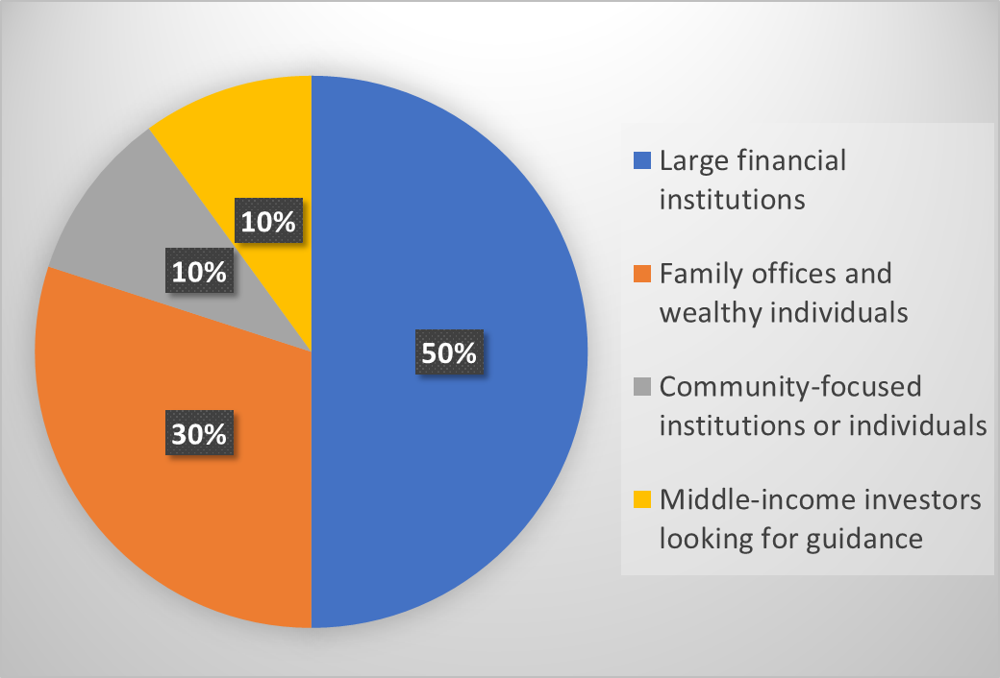 10%
10%
50%
30%
Large financial
institutions
Family offices and
wealthy individuals
Community-focused
institutions or individuals
Middle-income investors
looking for guidance